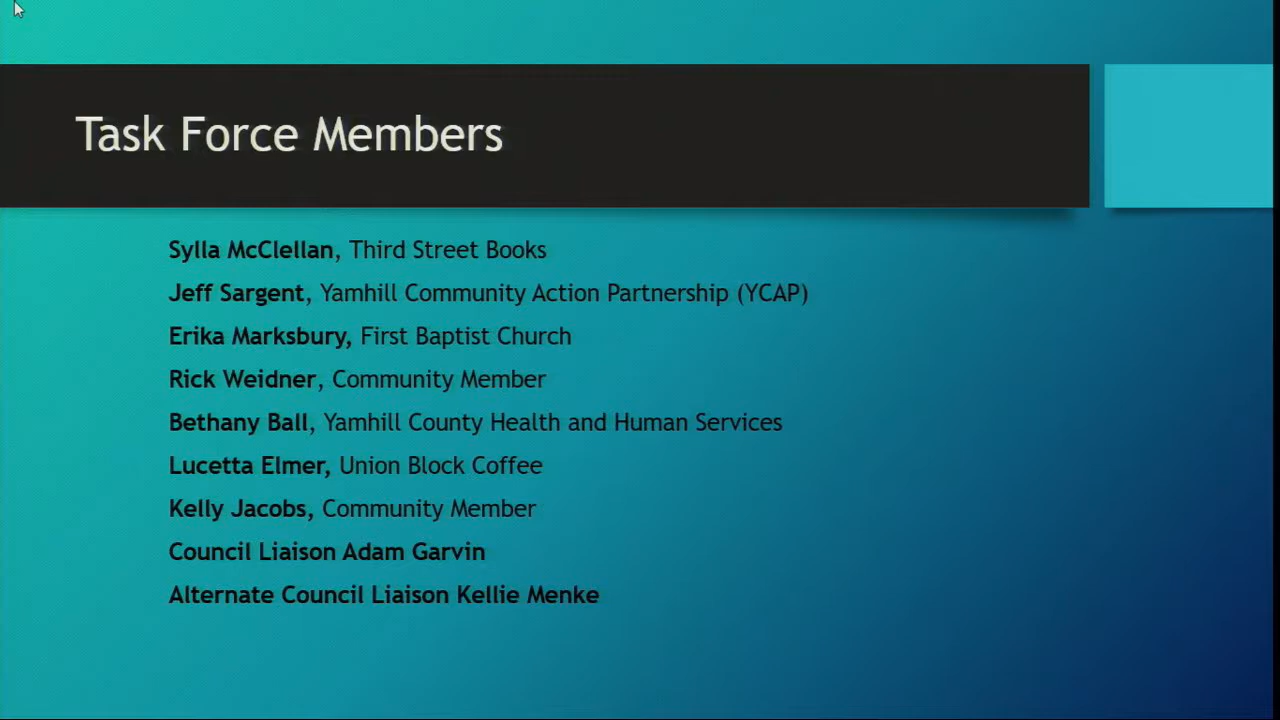 Task Force Members
Sylla McClellan, Third Street Books
Jeff Sargent, Yamhill Community Action Partnership (YCAP)
Erika Marksbury, First Baptist Church
Rick Weidner, Community Member
Bethany Ball, Yamhill County Health and Human Services
Lucetta Elmer, Union Block Coffee
Kelly Jacobs, Community Member
Council Liaison Adam Garvin
Alternate Council Liaison Kellie Menke